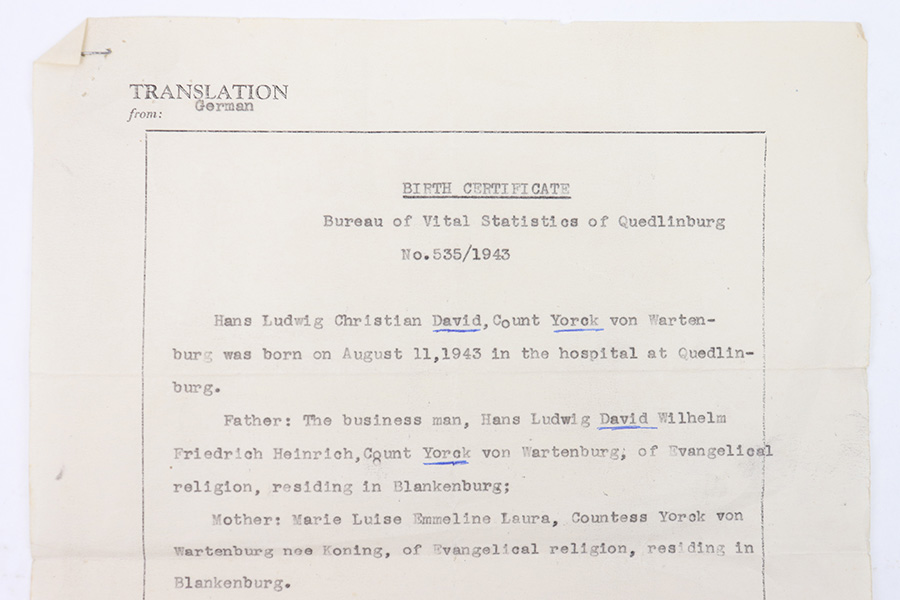 TRANSLATION
from: German
BIRTH CERTIFICATE
Bureau of Vital Statistics of Quedlinburg
No.535/1943
Hans Ludwig Christian David, Count Yorck von Warten-
burg was born on August 11,1943 in the hospital at Quedlin-
burg.
Father: The business man, Hans Ludwig David Wilhelm
Friedrich Heinrich,Count Yorck von Wartenburg, of Evangelical
religion, residing in Blankenburg;
Mother: Marie Luise Emmeline Laura, Countess Yorck von
Wartenburg nee Koning, of Evangelical religion, residing in
Blankenburg.